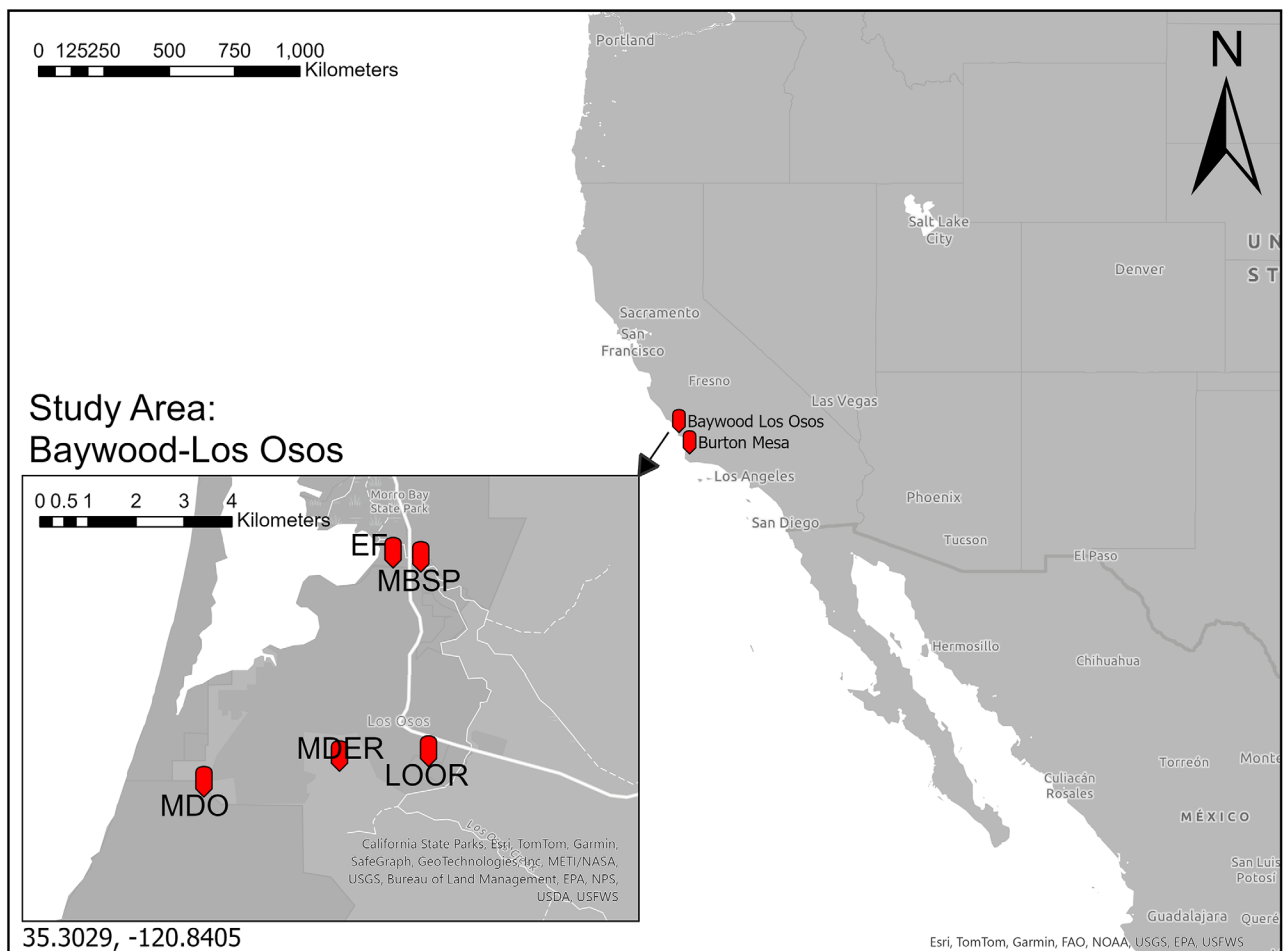 0 125250 500 750 1,000
Kilometers
N
Portland
Salt Lake
City
U N
S T
Denver
Sacramento
San
Francisco
Fresno
Las Vegas
Baywood Los Osos
Burton Mesa
Los Angeles
Phoenix
San Diego
Tucson
El Paso
Hermosillo
Chihuahua
Torreón
Monte
Culiacán
Rosales
MÉXICO
San Luis
Potosí
Guadalajara
Queré
Esri, TomTom, Garmin, FAO, NOAA, USGS, EPA, USFWS
Study Area:
Baywood-Los Osos
0 0.5 1 2 3 4
Kilometers
Morro Bay
State Park
EF
MBSP
Los Osos
MDER
LOOR
MDO
California State Parks, Esri, TomTom, Garmin,
SafeGraph, GeoTechnologies, Inc, METI/NASA,
USGS, Bureau of Land Management, EPA, NPS,
USDA, USFWS
35.3029, -120.8405